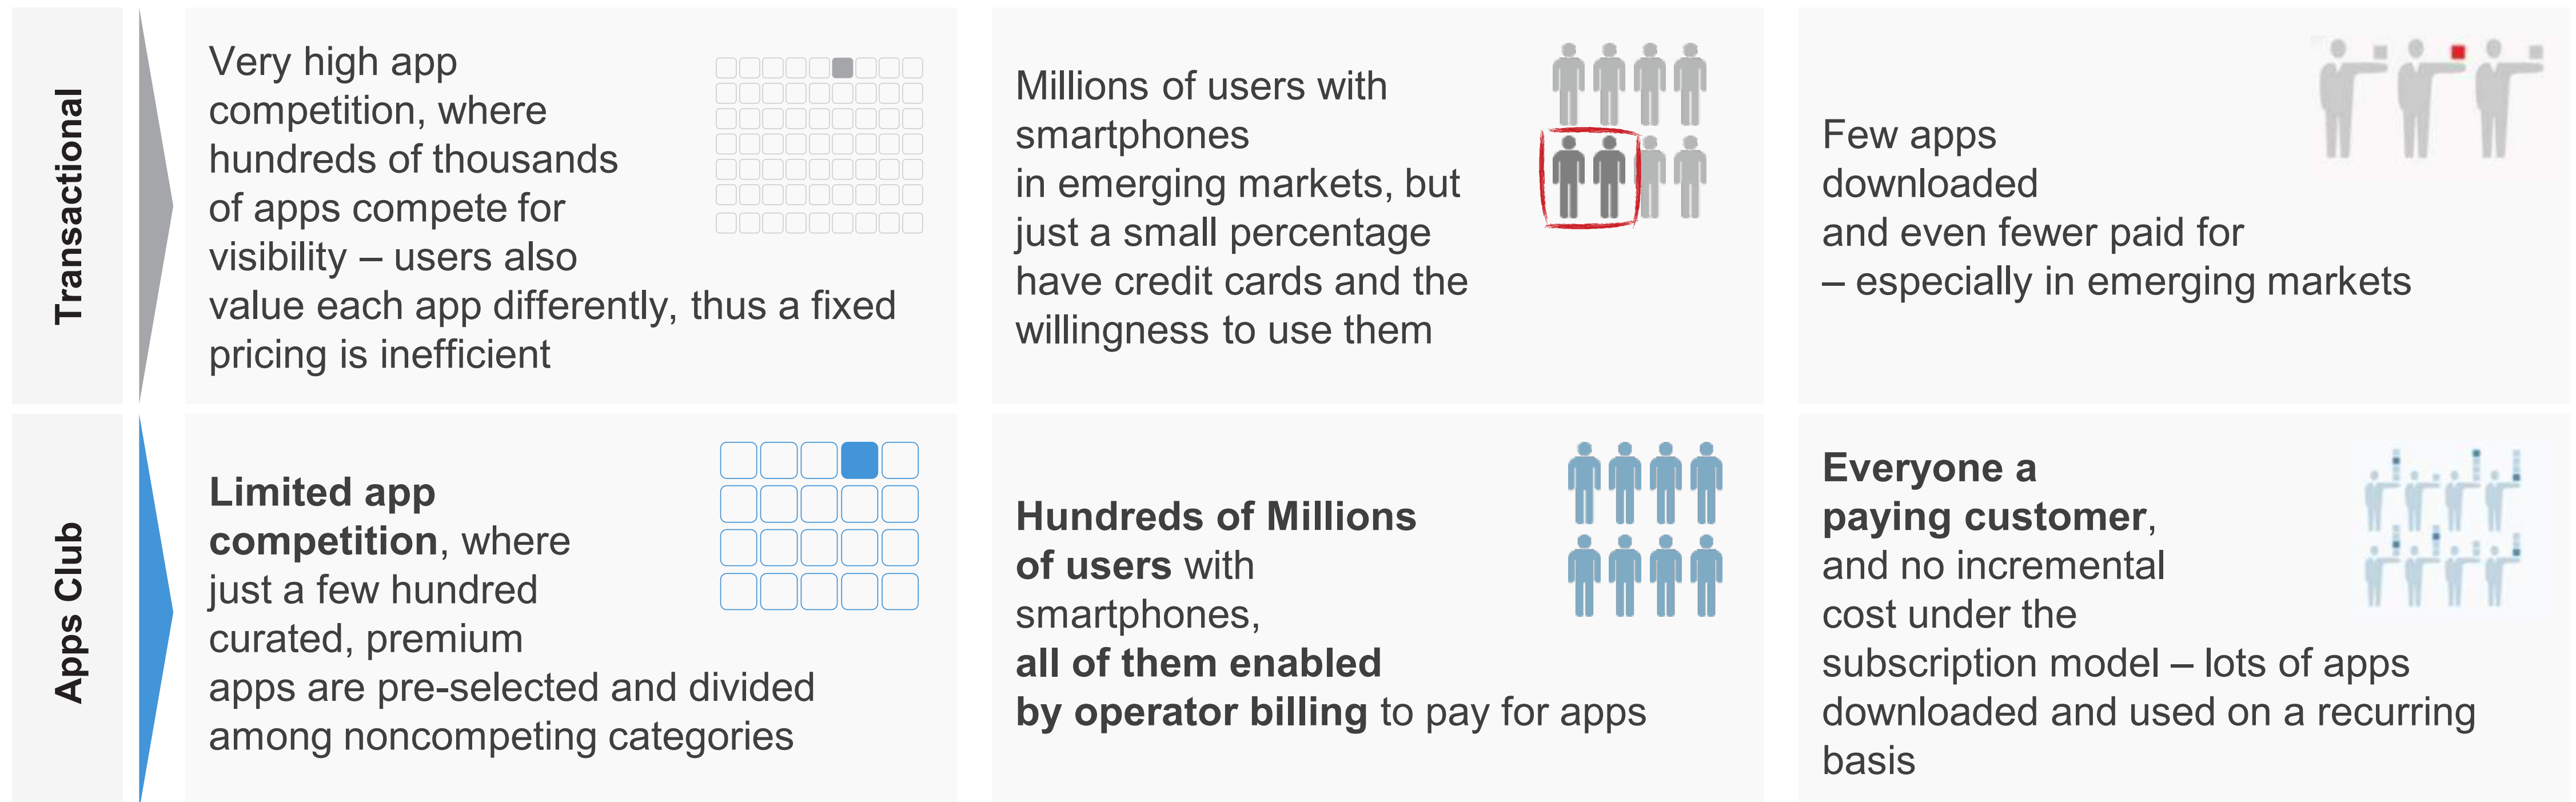 Transactional
Very high app
competition, where
hundreds of thousands
of apps compete for
visibility – users also
value each app differently, thus a fixed
pricing is inefficient
Millions of users with
smartphones
in emerging markets, but
just a small percentage
have credit cards and the
willingness to use them
Few apps
downloaded
and even fewer paid for
– especially in emerging markets
Apps Club
Limited app
competition, where
just a few hundred
curated, premium
apps are pre-selected and divided
among noncompeting categories
Hundreds of Millions
of users with
smartphones,
all of them enabled
by operator billing to pay for apps
Everyone a
paying customer,
and no incremental
cost under the
subscription model – lots of apps
downloaded and used on a recurring
basis